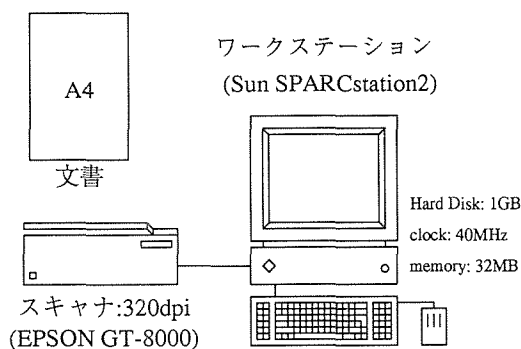 ワークステーション
(Sun SPARCstation2)
A4
文書
Hard Disk: 1GB
clock: 40MHz
memory: 32MB
スキャナ:320dpi
(EPSON GT-8000)